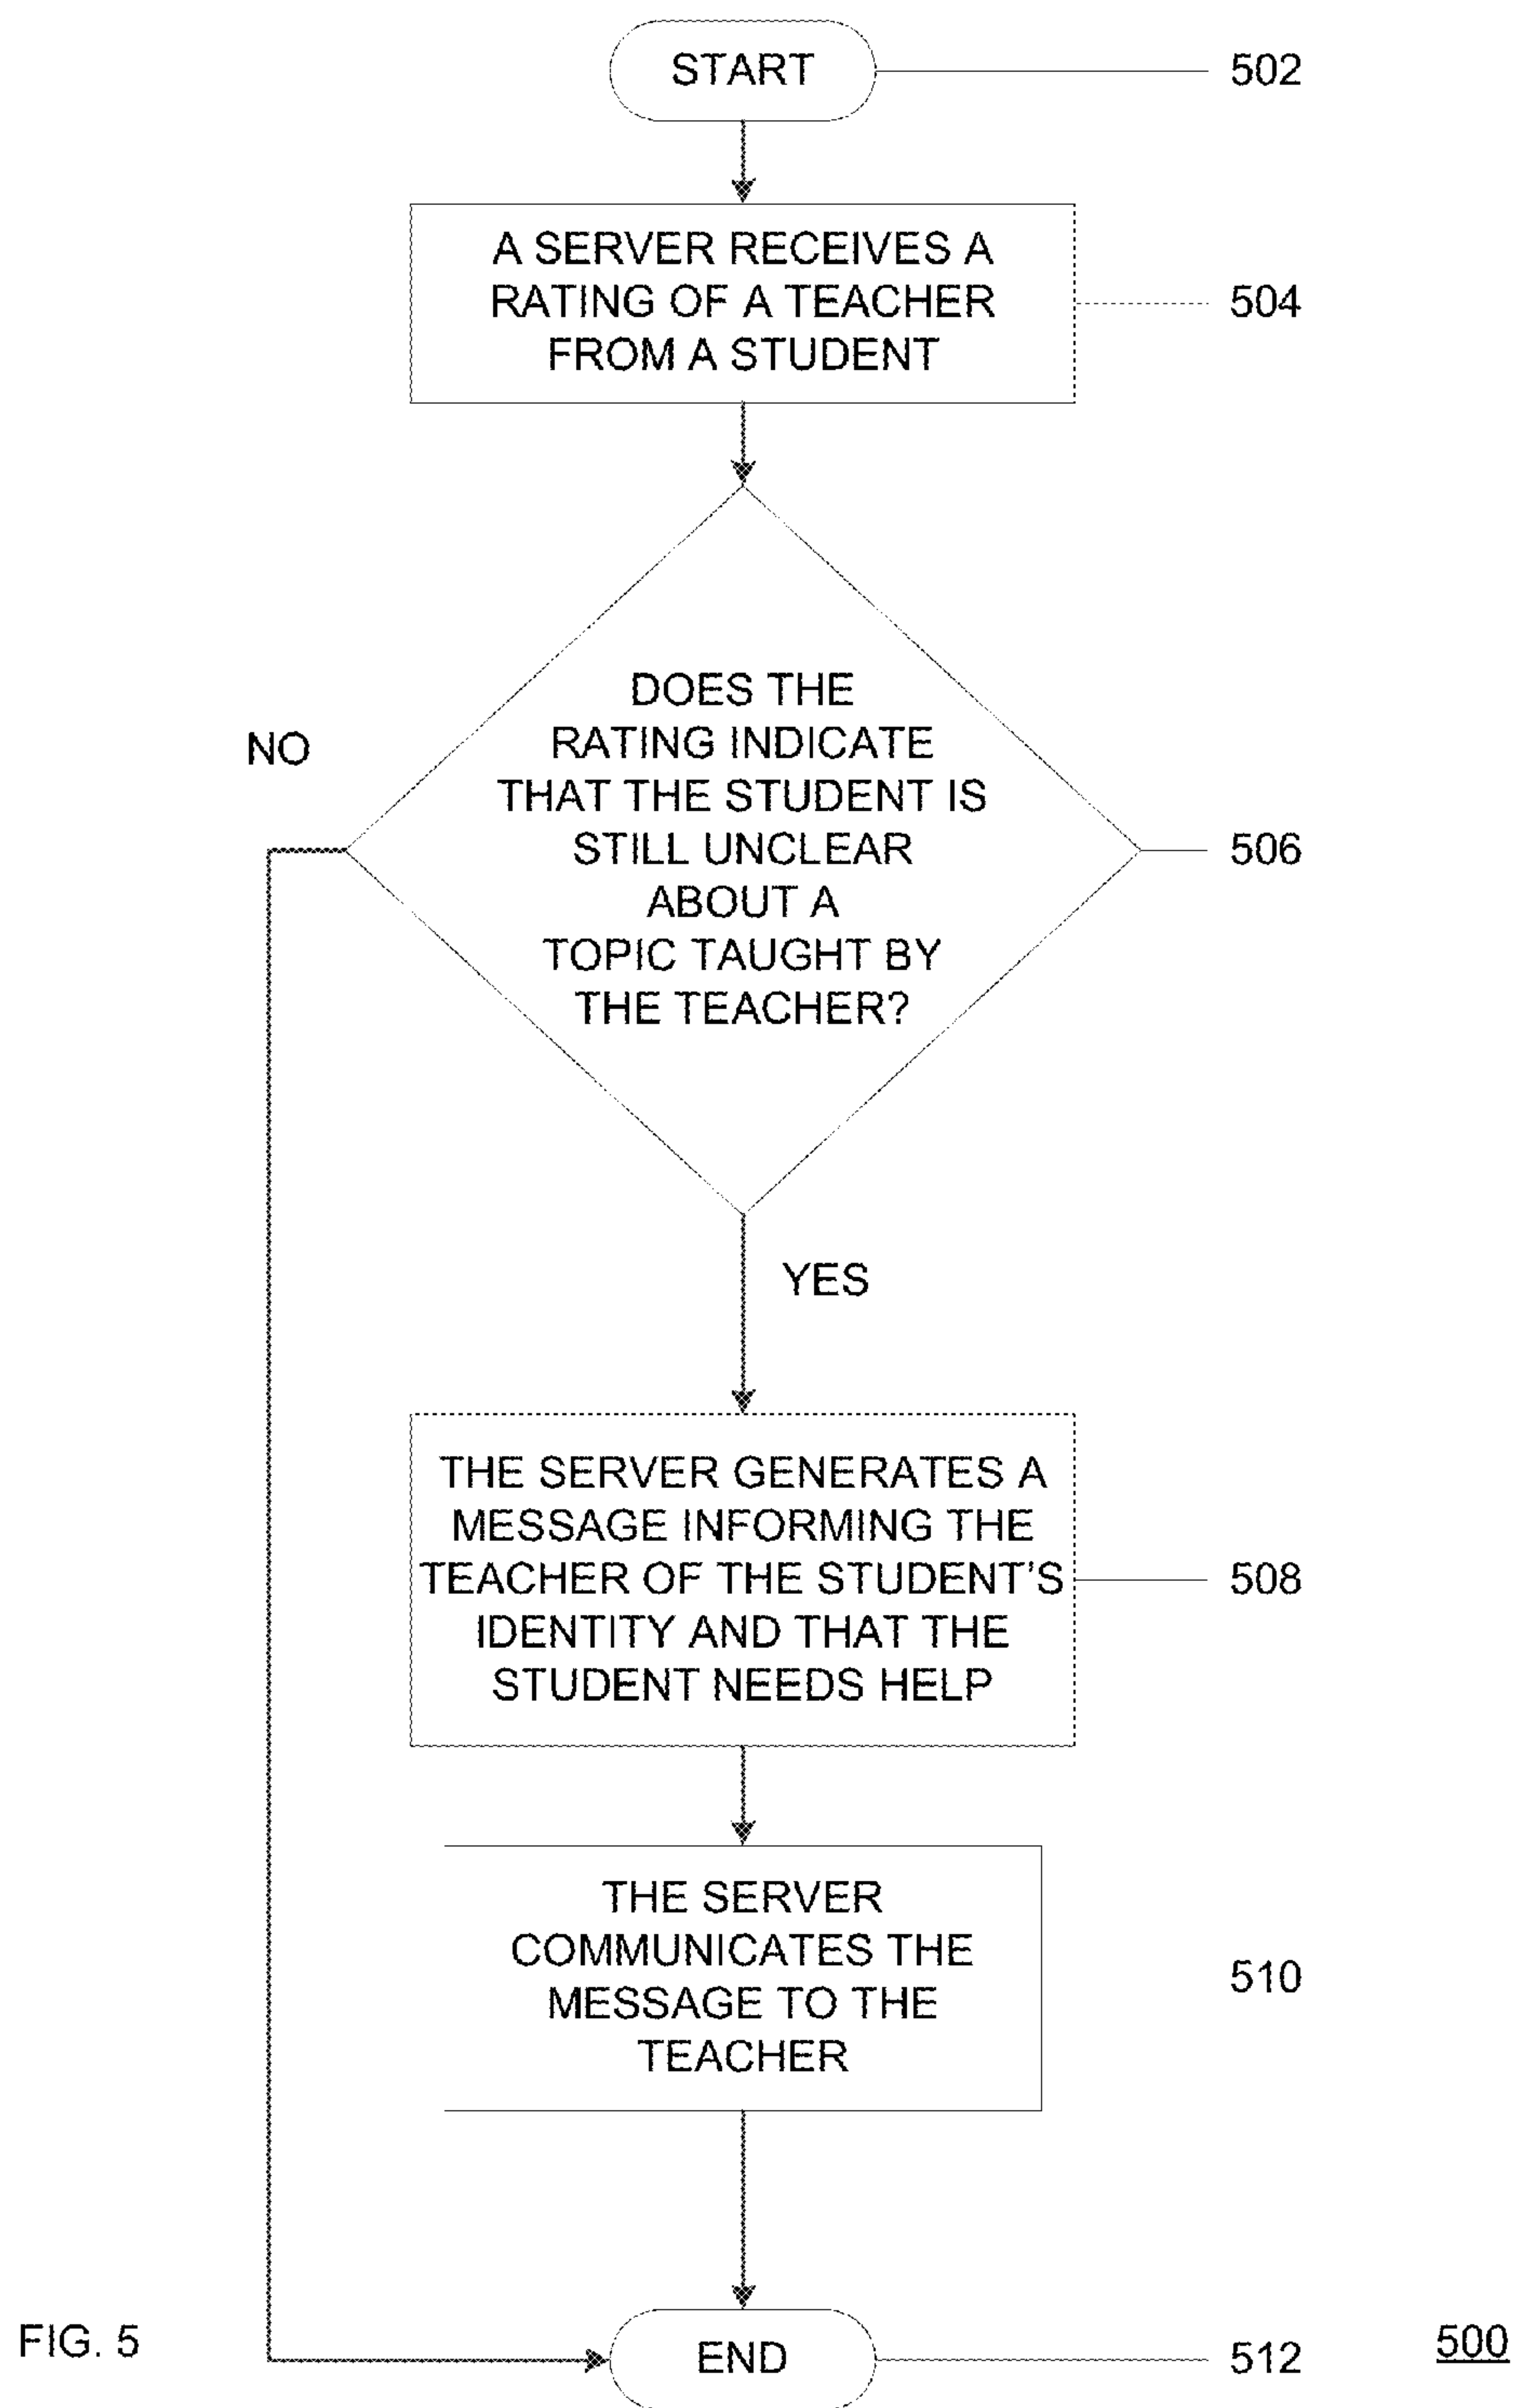 START
502
A SERVER RECEIVES A
RATING OF A TEACHER
FROM A STUDENT
504
DOES THE
RATING INDICATE
THAT THE STUDENT IS
STILL UNCLEAR
ABOUT A
TOPIC TAUGHT BY
THE TEACHER?
506
NO
YES
THE SERVER GENERATES A
MESSAGE INFORMING THE
TEACHER OF THE STUDENT'S
IDENTITY AND THAT THE
STUDENT NEEDS HELP
508
THE SERVER
COMMUNICATES THE
MESSAGE TO THE
TEACHER
510
END
512
FIG. 5
500